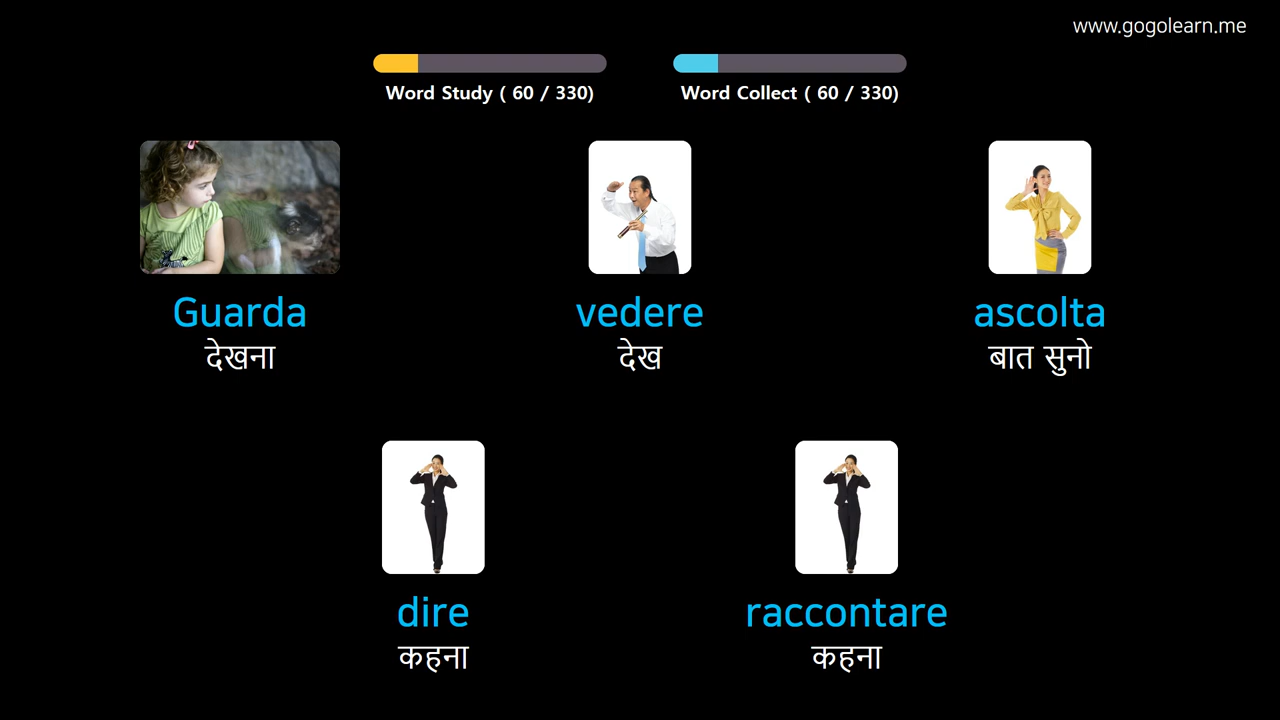 www.gogolearn.me
Word Study ( 60 / 330)
Word Collect ( 60 / 330)
Guarda
देखना
vedere
देख
ascolta
बात सुनो
dire
कहना
raccontare
कहना